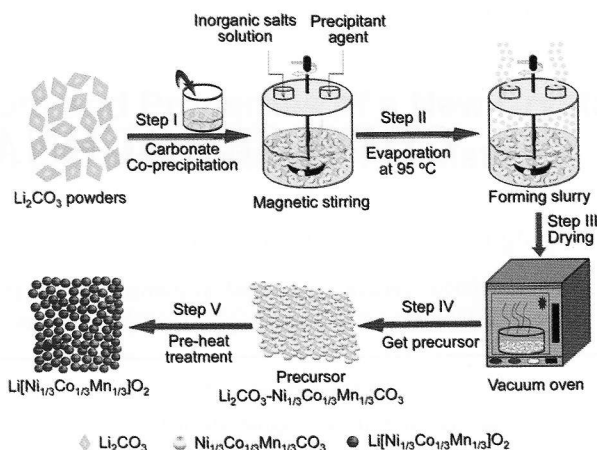 Inorganic salts
solution
Precipitant
agent
Step I
Carbonate
Co-precipitation
Step II
Evaporation
at 95 ºC
Li₂CO₃ powders
Magnetic stirring
Forming slurry
Step III
Drying
Step V
Pre-heat
treatment
Step IV
Get precursor
Li[Ni₁/₃Co₁/₃Mn₁/₃]O₂
Precursor
Li₂CO₃-Ni₁/₃Co₁/₃Mn₁/₃CO₃
Vacuum oven
Li₂CO₃
Ni₁/₃Co₁/₃Mn₁/₃CO₃
Li[Ni₁/₃Co₁/₃Mn₁/₃]O₂